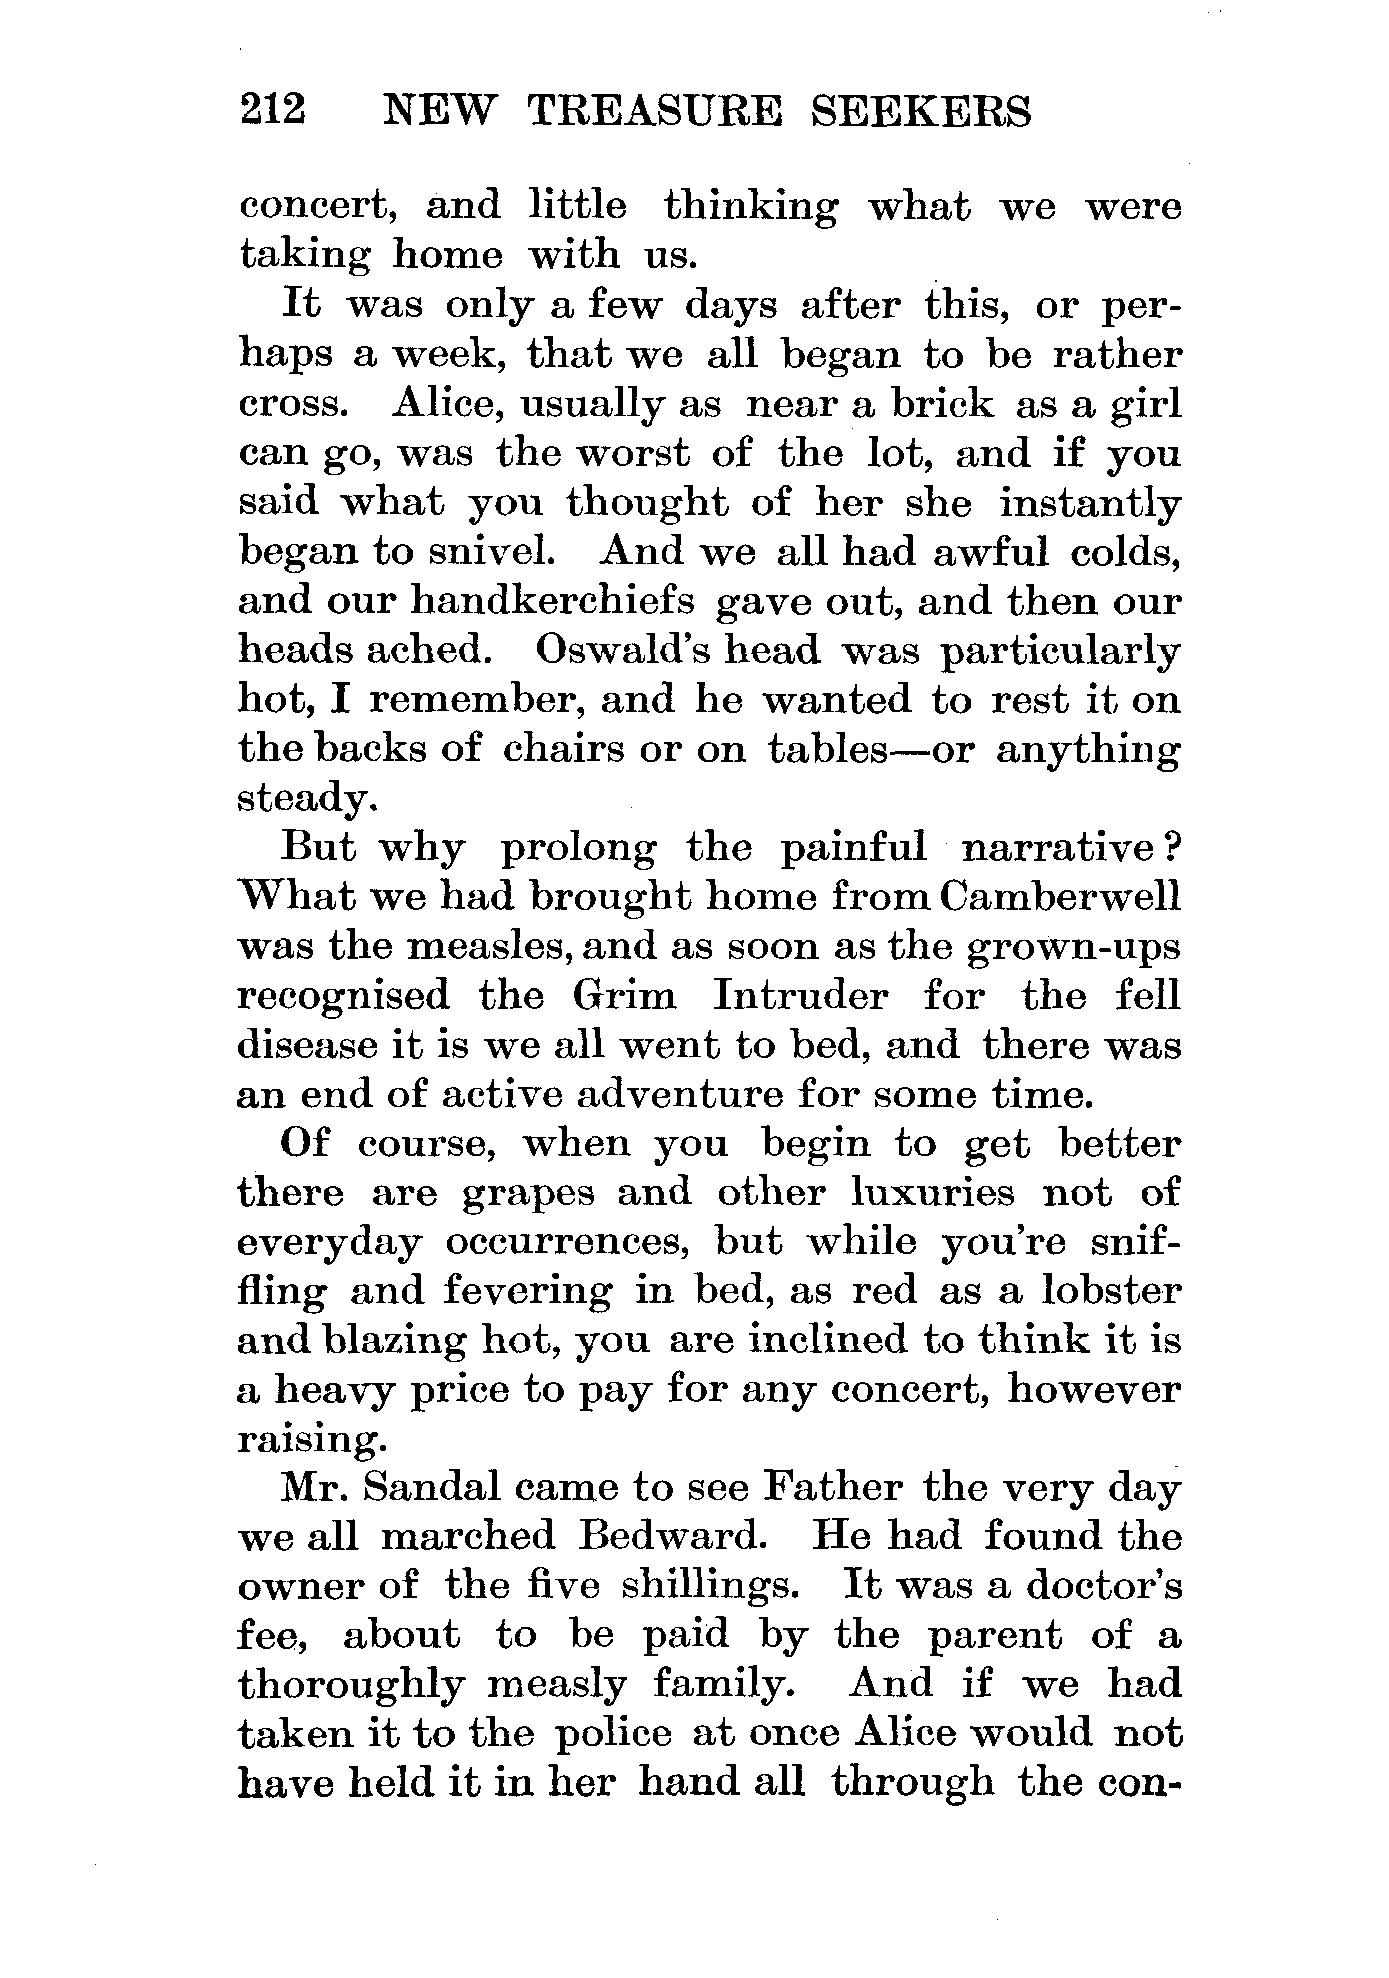 212 NEW TREASURE SEEKERS
concert, and little thinking what we were
taking home with us.
It was only a few days after this, or per-
haps a week, that we all began to be rather
cross. Alice, usually as near a brick as a girl
can go, was the worst of the lot, and if you
said what you thought of her she instantly
began to snivel. And we all had awful colds,
and our handkerchiefs gave out, and then our
heads ached. Oswald's head was particularly
hot, I remember, and he wanted to rest it on
the backs of chairs or on tables—or anything
steady.
But why prolong the painful narrative?
What we had brought home from Camberwell
was the measles, and as soon as the grown-ups
recognised the Grim Intruder for the fell
disease it is we all went to bed, and there was
an end of active adventure for some time.
Of course, when you begin to get better
there are grapes and other luxuries not of
everyday occurrences, but while you're snif-
fling and fevering in bed, as red as a lobster
and blazing hot, you are inclined to think it is
a heavy price to pay for any concert, however
raising.
Mr. Sandal came to see Father the very day
we all marched Bedward. He had found the
owner of the five shillings. It was a doctor's
fee, about to be paid by the parent of a
thoroughly measly family. And if we had
taken it to the police at once Alice would not
have held it in her hand all through the con-